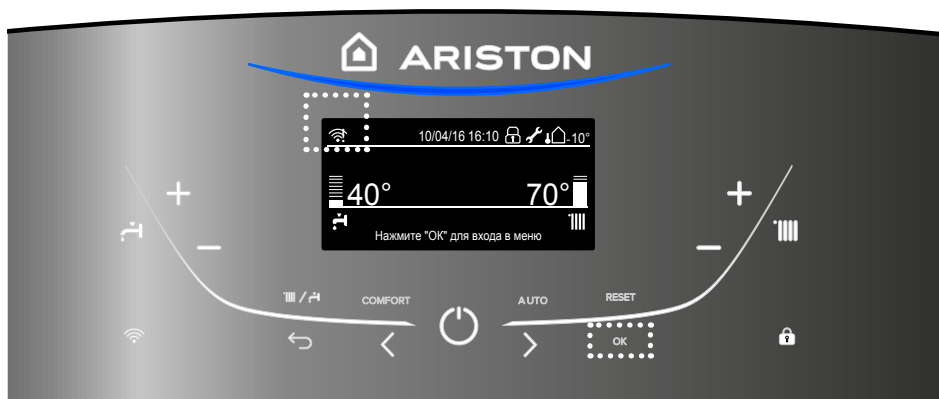 ARISTON
10/04/16 16:10 -10°
40° 70°
Нажмите "ОК" для входа в меню
COMFORT AUTO RESET
OK